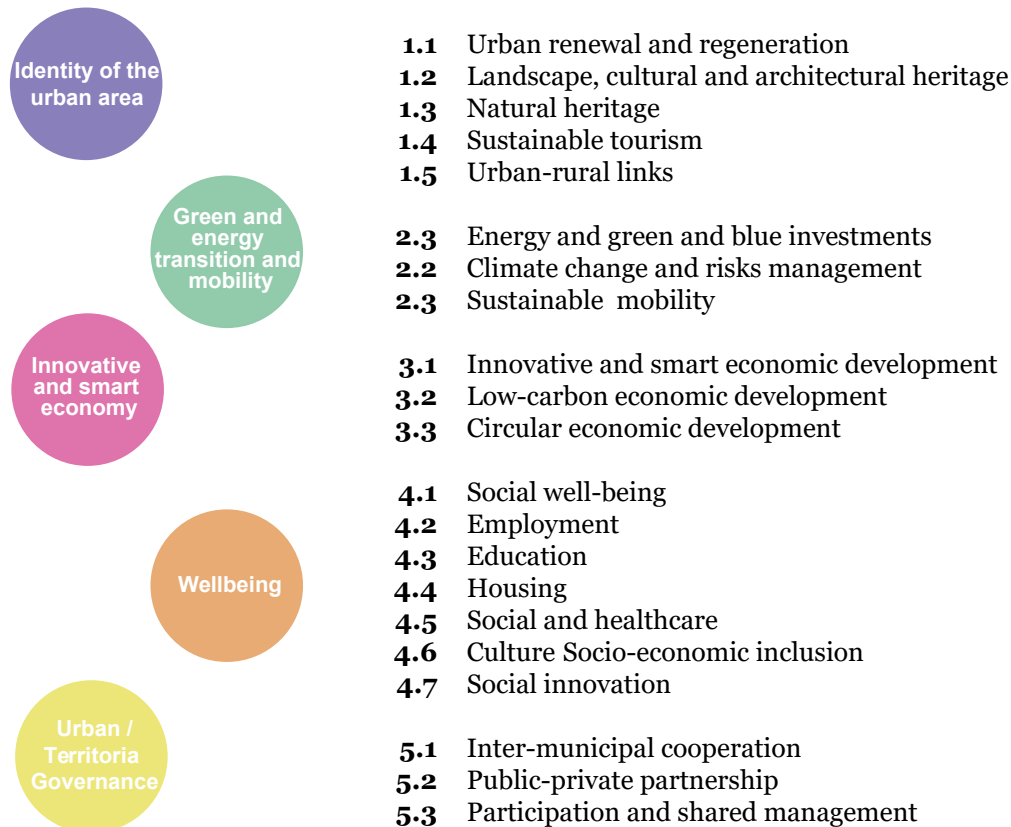 Identity of the
urban area
1.1 Urban renewal and regeneration
1.2 Landscape, cultural and architectural heritage
1.3 Natural heritage
1.4 Sustainable tourism
1.5 Urban-rural links
Green and
energy
transition and
mobility
2.3 Energy and green and blue investments
2.2 Climate change and risks management
2.3 Sustainable mobility
Innovative
and smart
economy
3.1 Innovative and smart economic development
3.2 Low-carbon economic development
3.3 Circular economic development
Wellbeing
4.1 Social well-being
4.2 Employment
4.3 Education
4.4 Housing
4.5 Social and healthcare
4.6 Culture Socio-economic inclusion
4.7 Social innovation
Urban /
Territoria
Governance
5.1 Inter-municipal cooperation
5.2 Public-private partnership
5.3 Participation and shared management